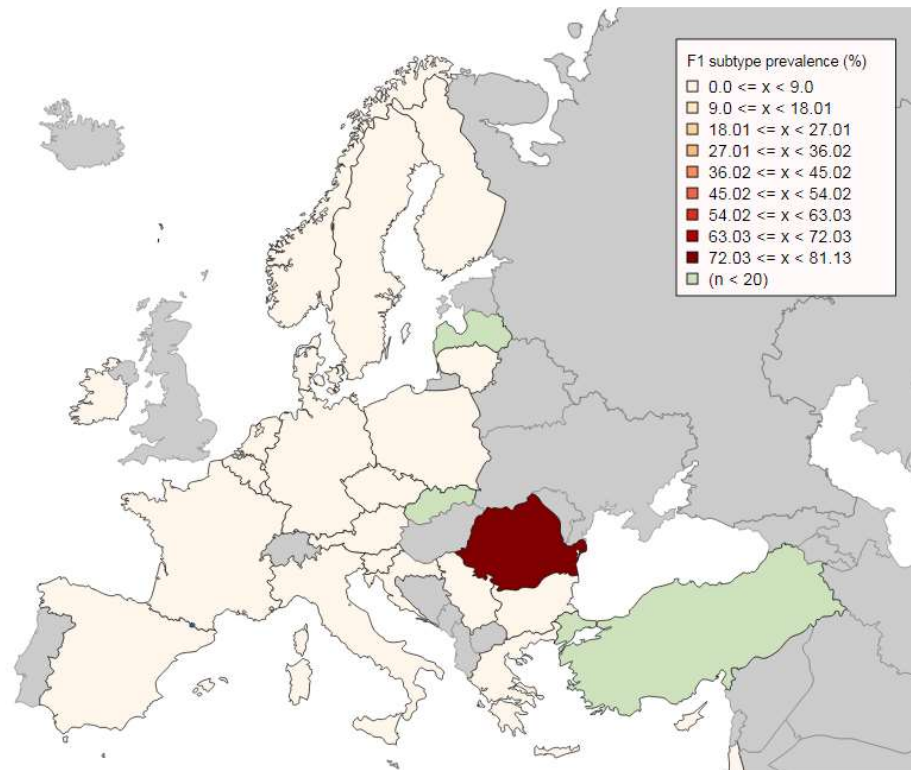 F1 subtype prevalence (%)
0.0 <= x < 9.0
9.0 <= x < 18.01
18.01 <= x < 27.01
27.01 <= x < 36.02
36.02 <= x < 45.02
45.02 <= x < 54.02
54.02 <= x < 63.03
63.03 <= x < 72.03
72.03 <= x < 81.13
(n < 20)